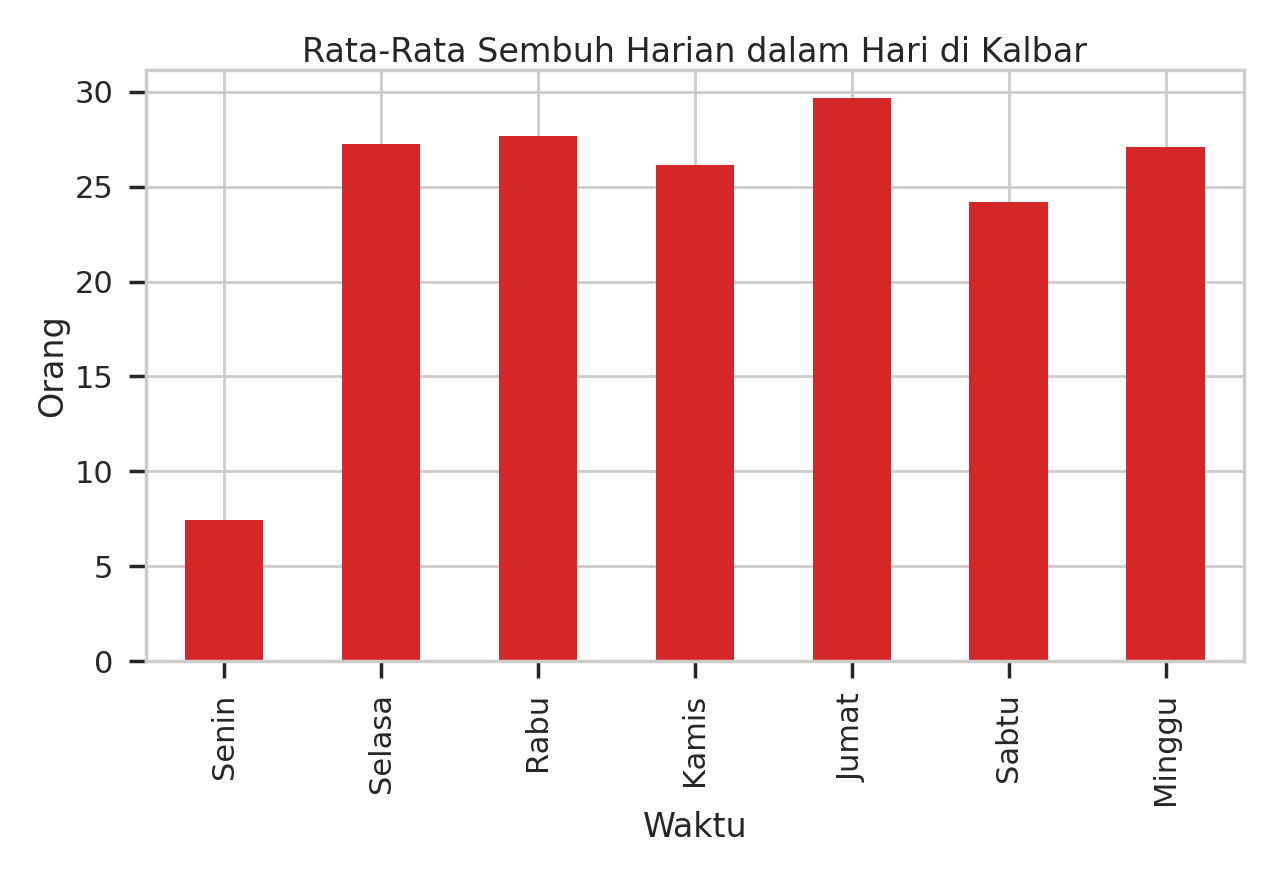 Rata-Rata Sembuh Harian dalam Hari di Kalbar
30
25
20
15
10
5
0
Orang
Senin
Selasa
Rabu
Kamis
Jumat
Sabtu
Minggu
Waktu